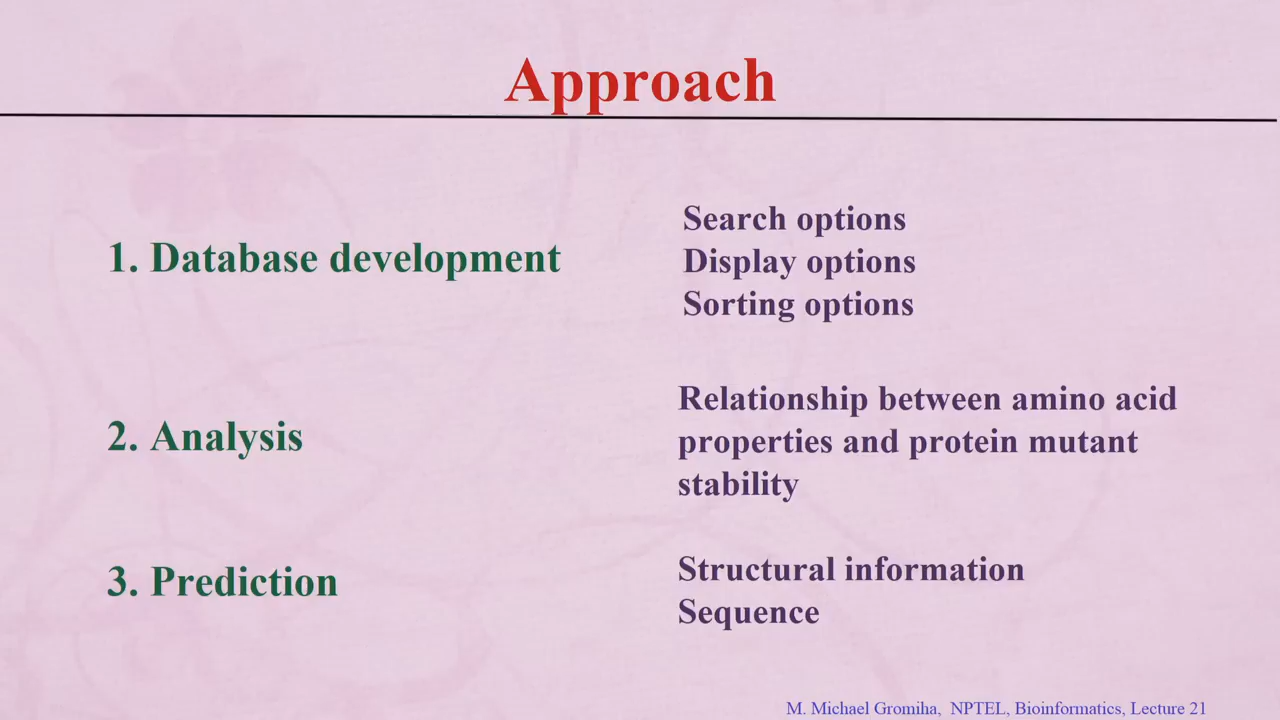 Approach
1. Database development
Search options
Display options
Sorting options
2. Analysis
Relationship between amino acid
properties and protein mutant
stability
3. Prediction
Structural information
Sequence
M. Michael Gromiha, NPTEL, Bioinformatics, Lecture 21